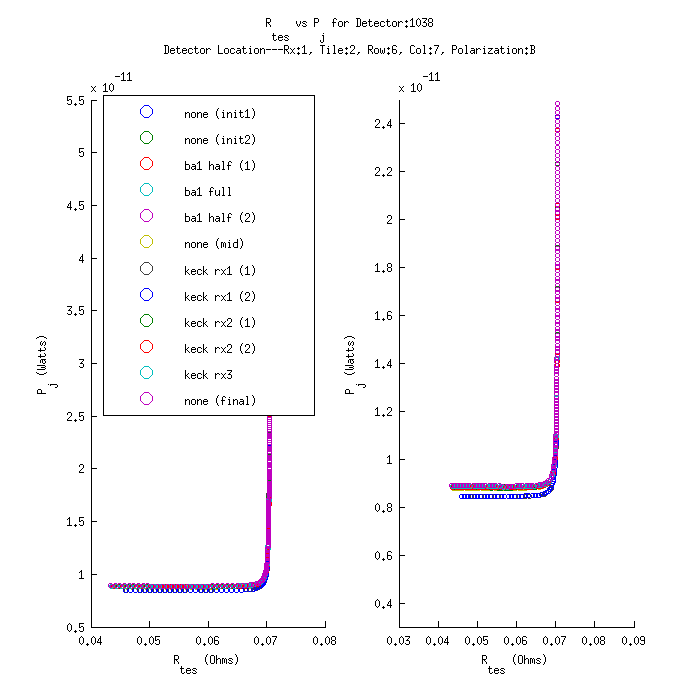 R_tes vs P_j for Detector:1038
Detector Location---Rx:1, Tile:2, Row:6, Col:7, Polarization:B
x 10^-11
5.5
5
4.5
4
3.5
3
2.5
2
1.5
1
0.5
P_j (Watts)
0.04 0.05 0.06 0.07 0.08
R_tes (Ohms)
none (init1)
none (init2)
ba1 half (1)
ba1 full
ba1 half (2)
none (mid)
keck rx1 (1)
keck rx1 (2)
keck rx2 (1)
keck rx2 (2)
keck rx3
none (final)
x 10^-11
2.4
2.2
2
1.8
1.6
1.4
1.2
1
0.8
0.6
0.4
P_j (Watts)
0.03 0.04 0.05 0.06 0.07 0.08 0.09
R_tes (Ohms)